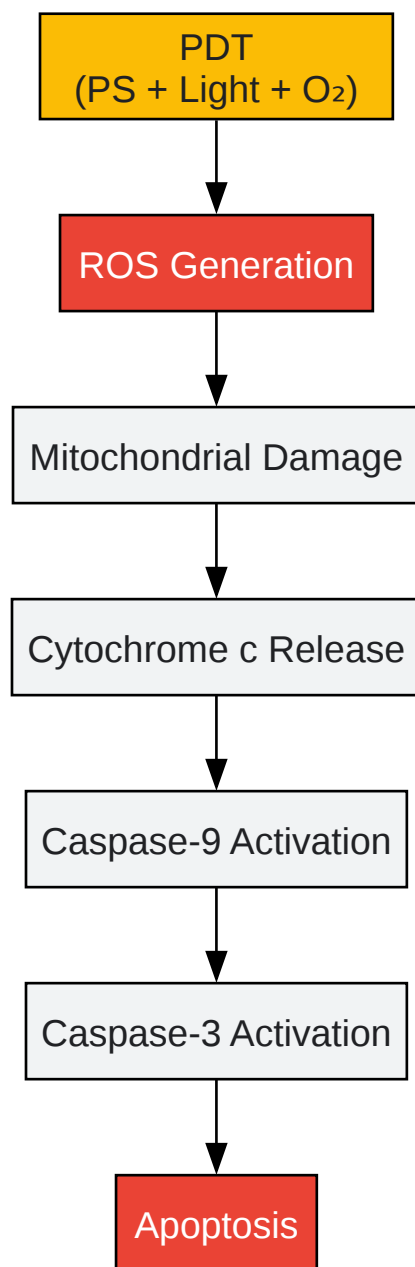 PDT
(PS + Light + O₂)
ROS Generation
Mitochondrial Damage
Cytochrome c Release
Caspase-9 Activation
Caspase-3 Activation
Apoptosis